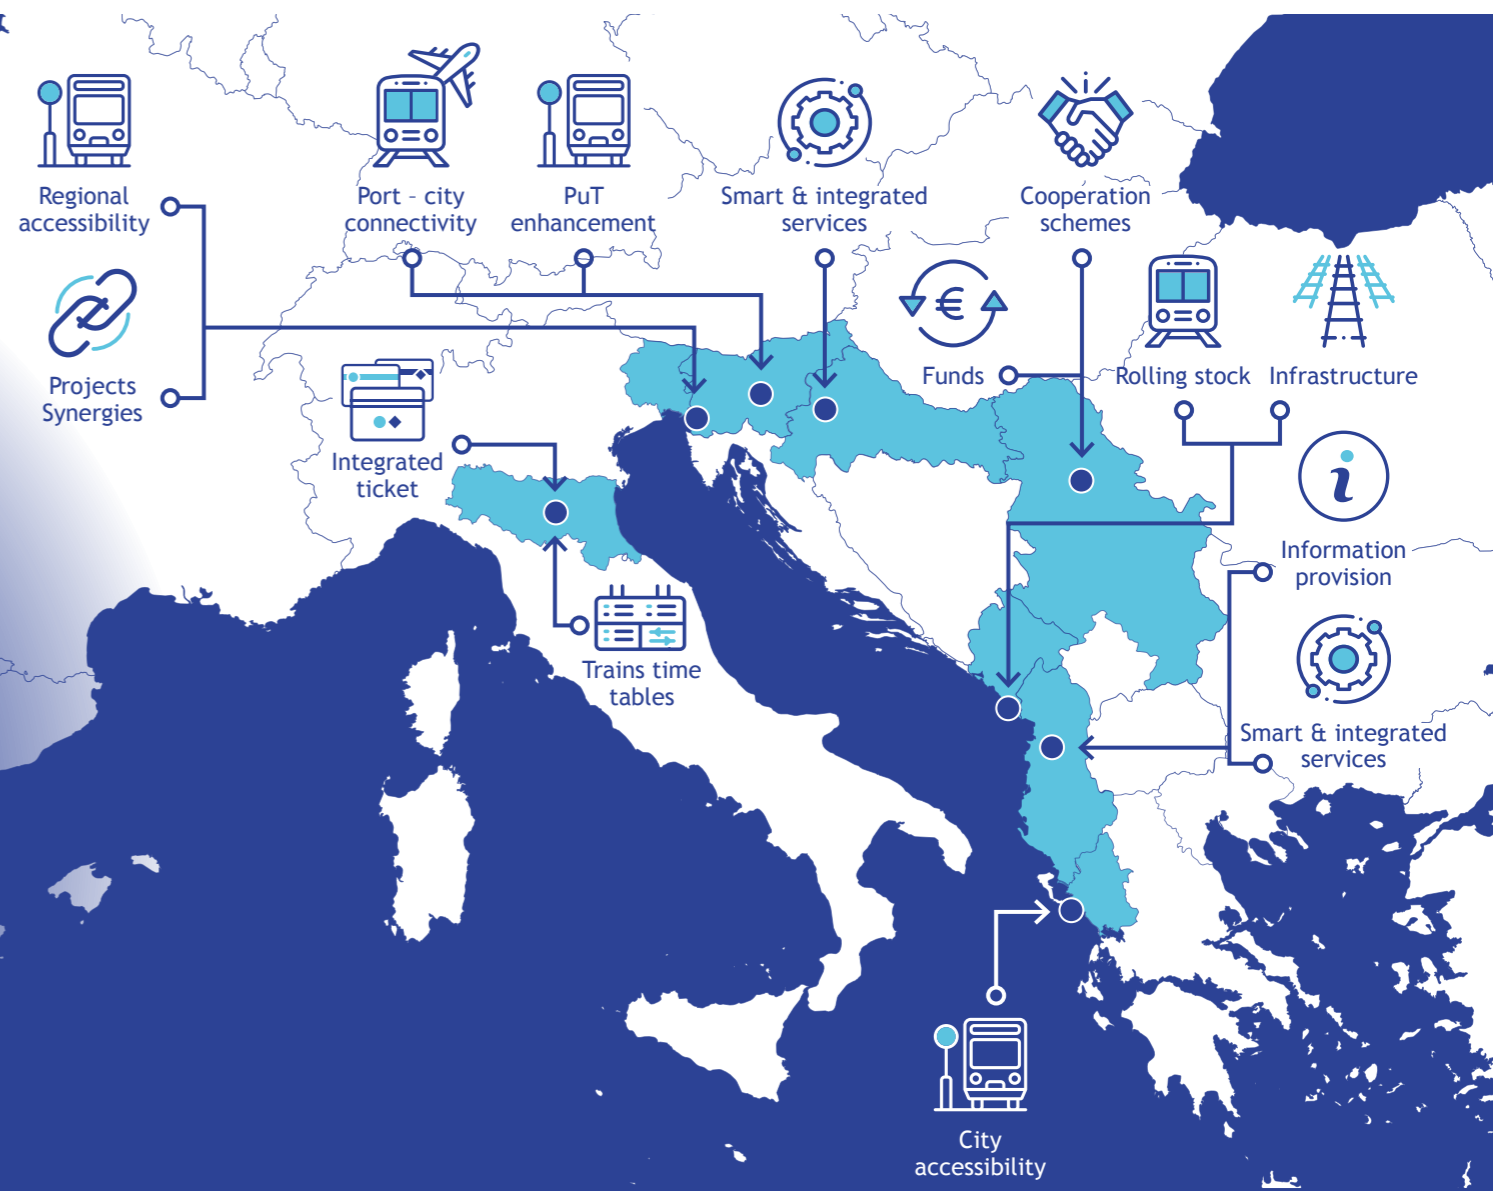 Regional
accessibility
Port – city
connectivity
PuT
enhancement
Smart & integrated
services
Cooperation
schemes
Projects
Synergies
Integrated
ticket
Funds
Rolling stock
Infrastructure
Information
provision
Trains time
tables
Smart & integrated
services
City
accessibility